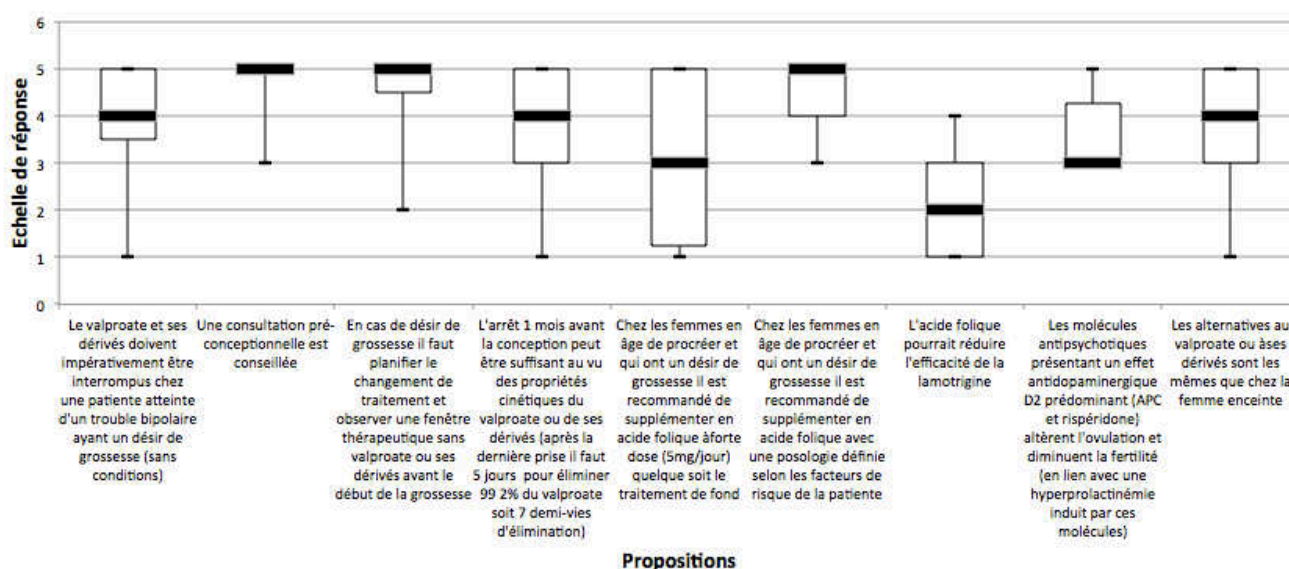 6
5
4
3
2
1
0
Echelle de réponse
Le valproate et ses
dérivés doivent
impérativement être
interrompus chez
une patiente atteinte
d'un trouble bipolaire
ayant un désir de
grossesse (sans
conditions)
Une consultation pré-
conceptionnelle est
conseillée
En cas de désir de
grossesse il faut
planifier le
changement de
traitement et
observer une fenêtre
thérapeutique sans
valproate ou ses
dérivés avant le
début de la grossesse
L'arrêt 1 mois avant
la conception peut
être suffisant au vu
des propriétés
cinétiques du
valproate ou de ses
dérivés (après la
dernière prise il faut
5 jours pour éliminer
99 2% du valproate
soit 7 demi-vies
d'élimination)
Chez les femmes en
âge de procréer et
qui ont un désir de
grossesse il est
recommandé de
supplémenter en
acide folique àforte
dose (5mg/jour)
quelque soit le
traitement de fond
Chez les femmes en
âge de procréer et
qui ont un désir de
grossesse il est
recommandé de
supplémenter en
acide folique avec
une posologie définie
selon les facteurs de
risque de la patiente
L'acide folique
pourrait réduire
l'efficacité de la
lamotrigine
Les molécules
antipsychotiques
présentant un effet
antidopaminergique
D2 prédominant (APC
et rispéridone)
altèrent l'ovulation et
diminuent la fertilité
(en lien avec une
hyperprolactinémie
induit par ces
molécules)
Les alternatives au
valproate ou àses
dérivés sont les
mêmes que chez la
femme enceinte
Propositions